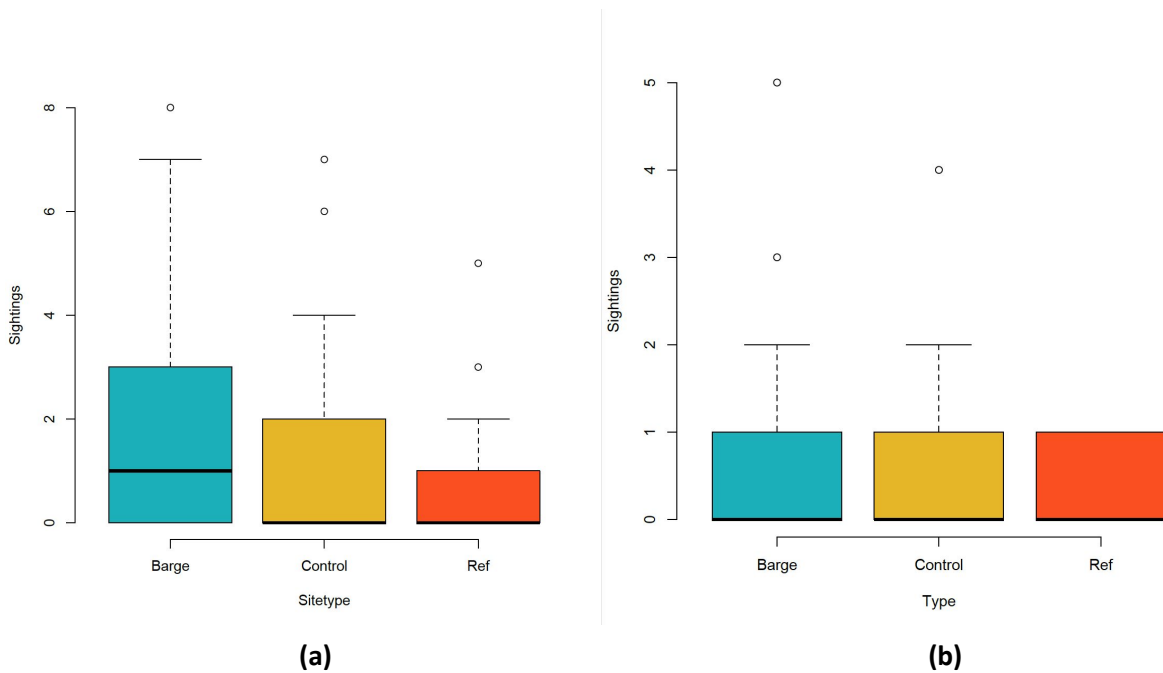 8
6
4
2
0
Sightings
Barge Control Ref
Sitetype
(a)
5
4
3
2
1
0
Sightings
Barge Control Ref
Type
(b)